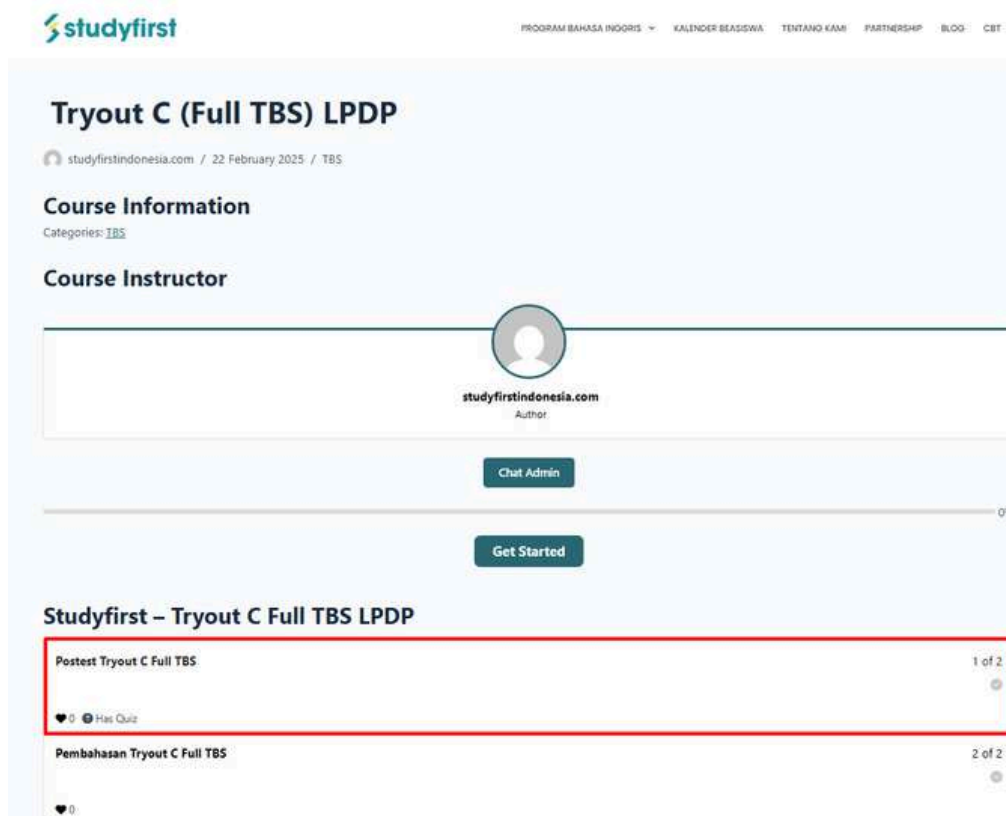 studyfirst
PROGRAM BAHASA INGGRIS KALENDER BEASISWA TENTANG KAMI PARTNERSHIP BLOG CBT
Tryout C (Full TBS) LPDP
studyfirstindonesia.com / 22 February 2025 / TBS
Course Information
Categories: TBS
Course Instructor
studyfirstindonesia.com
Author
Chat Admin
Get Started
Studyfirst – Tryout C Full TBS LPDP
Postest Tryout C Full TBS 1 of 2
0 Has Quiz
Pembahasan Tryout C Full TBS 2 of 2
0